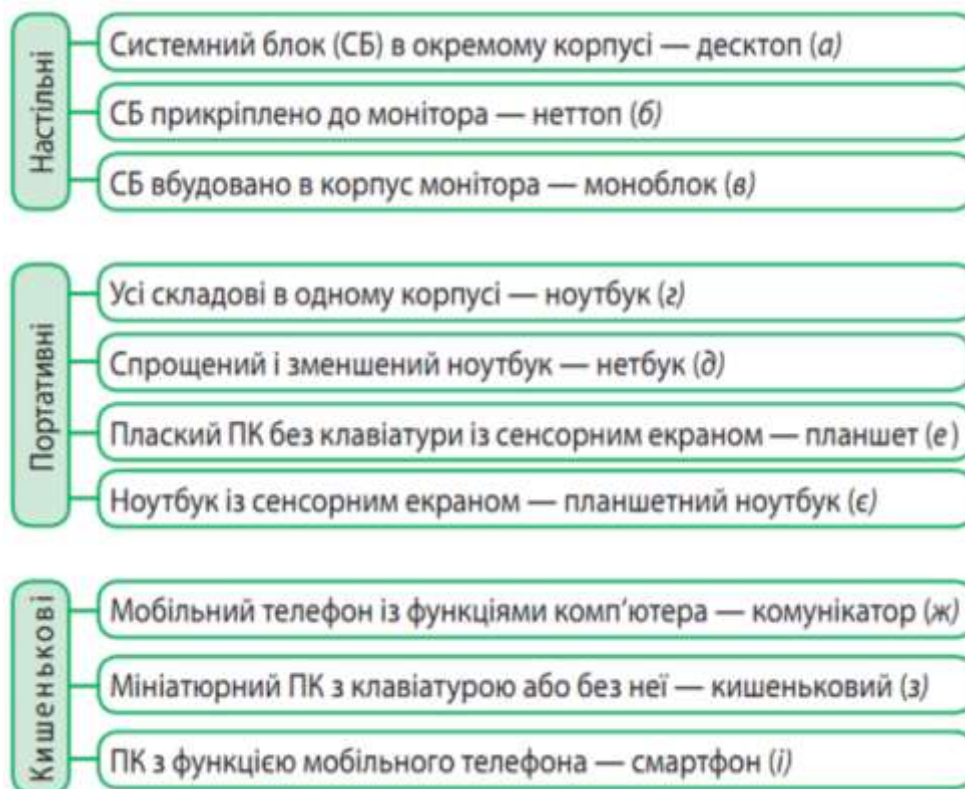 Настільні
Системний блок (СБ) в окремому корпусі — десктоп (а)
СБ прикріплено до монітора — неттоп (б)
СБ вбудовано в корпус монітора — моноблок (в)
Портативні
Усі складові в одному корпусі — ноутбук (г)
Спрощений і зменшений ноутбук — нетбук (д)
Плаский ПК без клавіатури із сенсорним екраном — планшет (е)
Ноутбук із сенсорним екраном — планшетний ноутбук (є)
Кишенькові
Мобільний телефон із функціями комп’ютера — комунікатор (ж)
Мініатюрний ПК з клавіатурою або без неї — кишеньковий (з)
ПК з функцією мобільного телефона — смартфон (і)